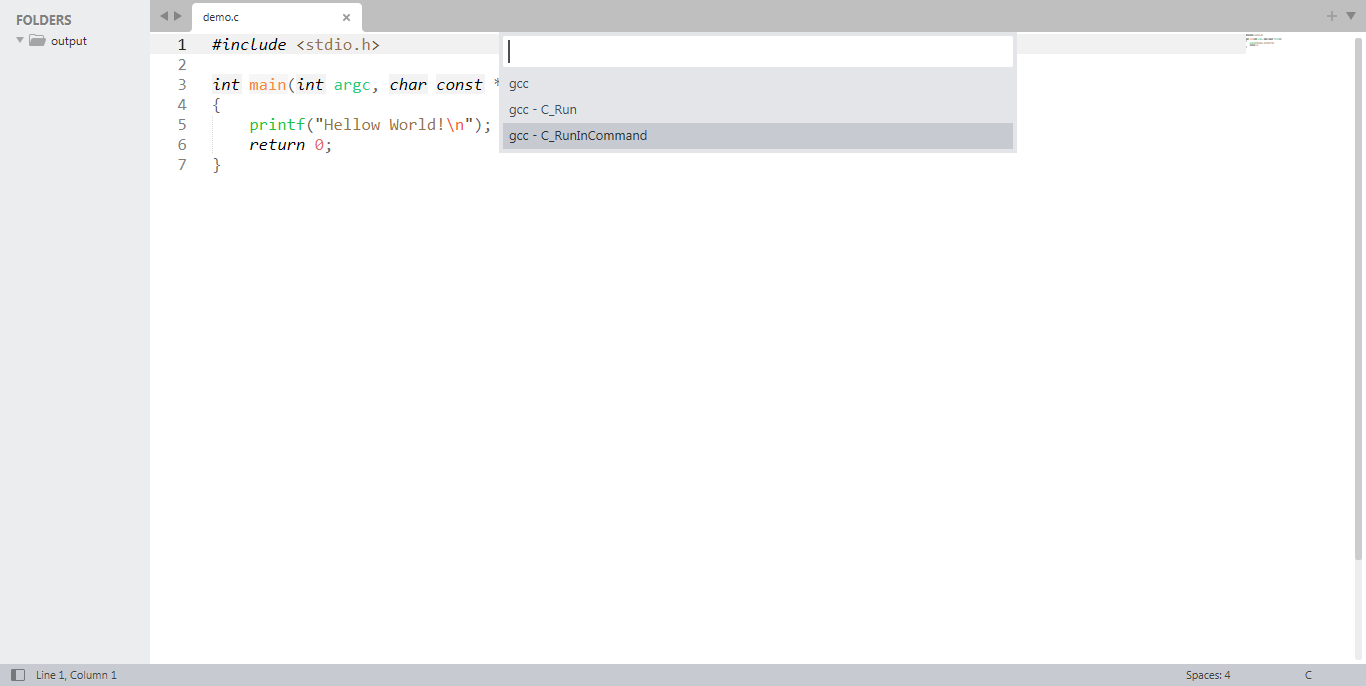 FOLDERS
output
demo.c
1 #include <stdio.h>
2
3 int main(int argc, char const *
4 {
5     printf("Hellow World!\n");
6     return 0;
7 }
gcc
gcc - C_Run
gcc - C_RunInCommand
Line 1, Column 1
Spaces: 4
C